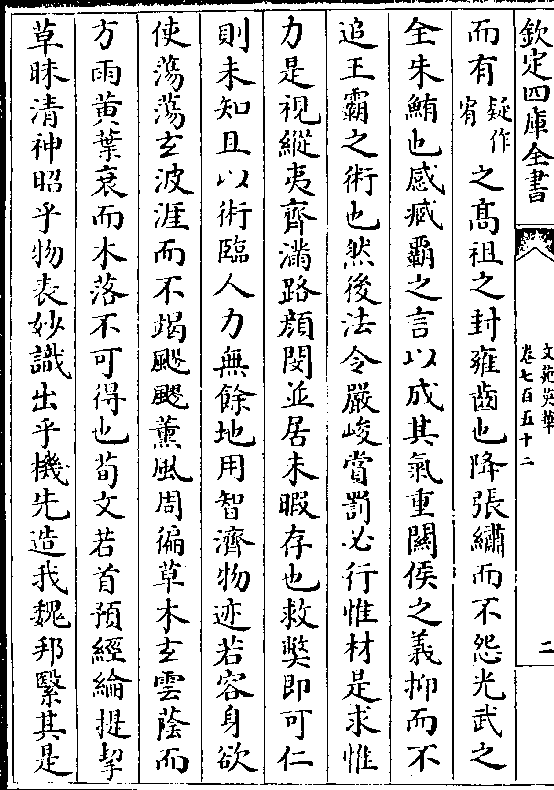 欽定四庫全書
文苑英華
卷七百五十二
二
而有疑作宥之高祖之封雍齒也降張繡而不怨光武之
全朱鮪也感臧霸之言以成其氣重關侯之義抑而不
追王霸之術也然後法令嚴峻賞罰必行惟材是求惟
力是視縱夷齊滿路顔閔並居未暇存也救獘即可仁
則未知且以術臨人力無餘地用智濟物迹若容身欲
使蕩蕩玄波涯而不竭颼颼薫風周徧草木玄雲蔭而
方雨黄葉衰而木落不可得也荀文若首預經綸提挈
草昧清神昭乎物表妙識出乎機先造我魏邦繄其是